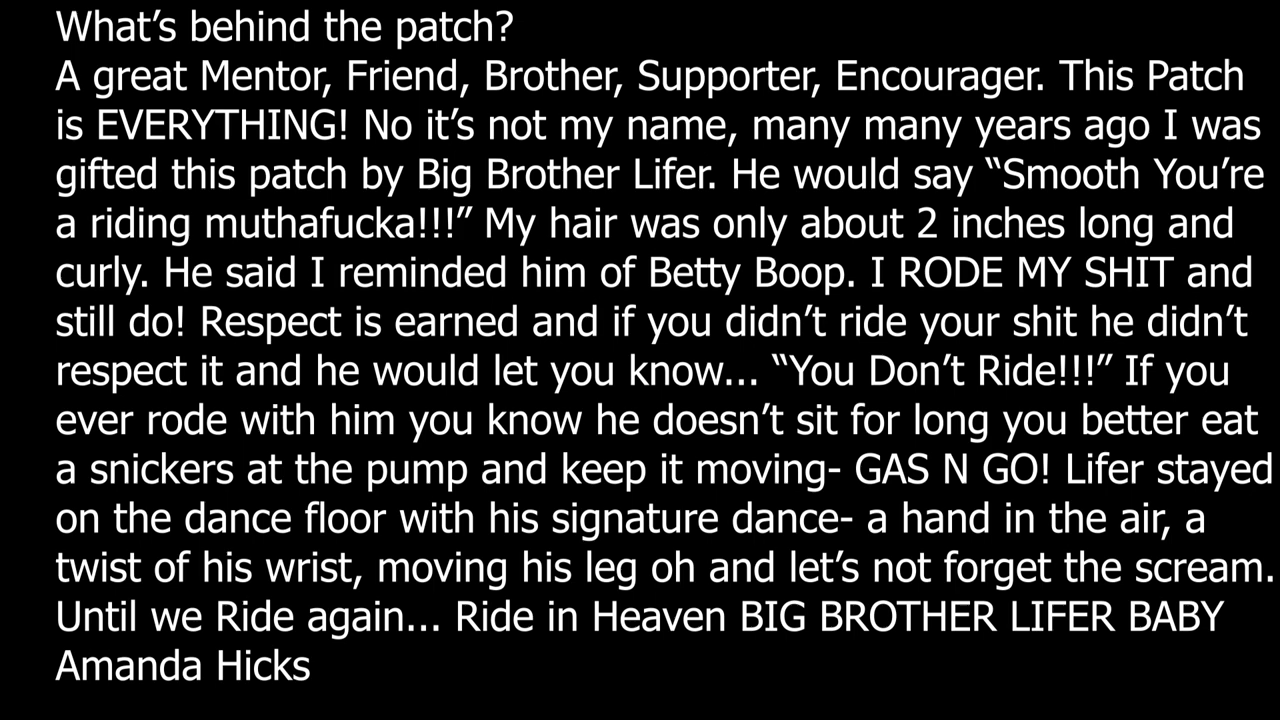 What’s behind the patch?
A great Mentor, Friend, Brother, Supporter, Encourager. This Patch
is EVERYTHING! No it’s not my name, many many years ago I was
gifted this patch by Big Brother Lifer. He would say “Smooth You’re
a riding muthafucka!!!” My hair was only about 2 inches long and
curly. He said I reminded him of Betty Boop. I RODE MY SHIT and
still do! Respect is earned and if you didn’t ride your shit he didn’t
respect it and he would let you know... “You Don’t Ride!!!” If you
ever rode with him you know he doesn’t sit for long you better eat
a snickers at the pump and keep it moving- GAS N GO! Lifer stayed
on the dance floor with his signature dance- a hand in the air, a
twist of his wrist, moving his leg oh and let’s not forget the scream.
Until we Ride again... Ride in Heaven BIG BROTHER LIFER BABY
Amanda Hicks